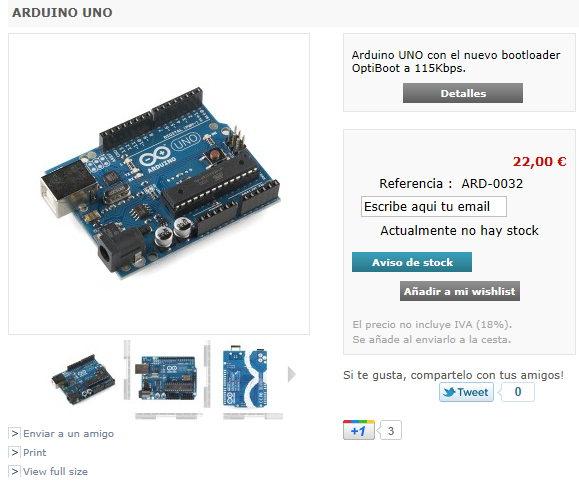 ARDUINO UNO
Arduino UNO con el nuevo bootloader
OptiBoot a 115Kbps.
Detalles
22,00 €
Referencia : ARD-0032
Escribe aqui tu email
Actualmente no hay stock
Aviso de stock
Añadir a mi wishlist
El precio no incluye IVA (18%).
Se añade al enviarlo a la cesta.
Si te gusta, compartelo con tus amigos!
Tweet 0
+1 3
DIGITAL
UNO
ARDUINO
> Enviar a un amigo
> Print
> View full size